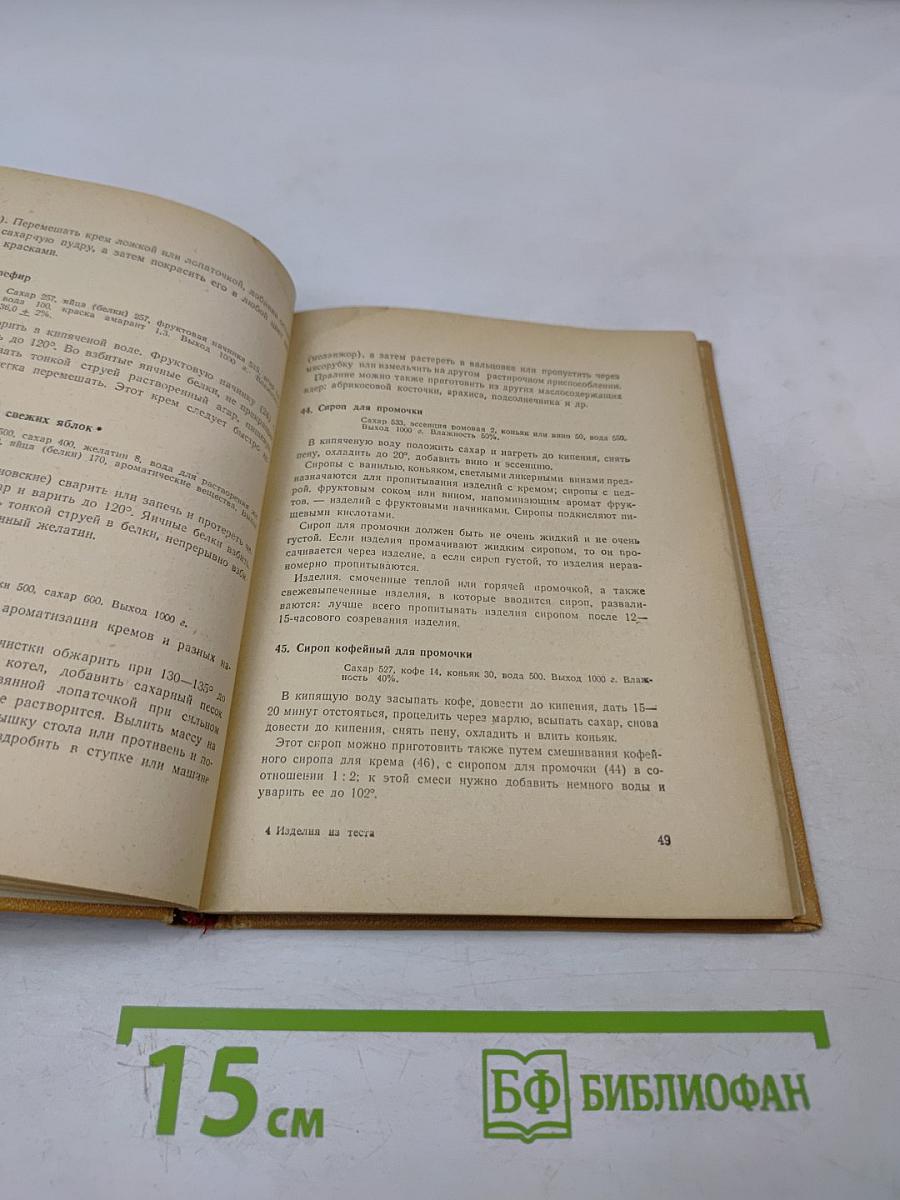 ). Перемешать крем ложкой или лопаточкой, добавляя
сахарную пудру, а затем покрасить его в любой цвет
красками.
Сахар 257, яйца (белки) 257, фруктовая начинка 515,
вода 100, краска амарант 1,3. Выход 1000 г.
36,0 ± 2%.
в кипяченой воде. Фруктовую начинку (24)
до 120°. Во взбитые яичные белки, не прекращая
тонкой струей растворенный агар,
перемешать. Этот крем следует быстро
свежих яблок •
500, сахар 400, желатин 8, вода для растворения
яйца (белки) 170, ароматические вещества.
сварить или запечь и протереть
и варить до 120°. Яичные белки взбить,
тонкой струей в белки, непрерывно
желатин.
500, сахар 600. Выход 1000 г.
ароматизации кремов и разных на-
обжарить при 130—135° до
котел, добавить сахарный песок
лопаточкой при сильном
растворится. Вылить массу на
стола или противень и по-
в ступке или машине
(меланжор), а затем растереть в вальцовке или пропустить через
мясорубку или измельчить на другом растирочном приспособлении.
Пралине можно также приготовить из других маслосодержащих
ядер: абрикосовой косточки, арахиса, подсолнечника и др.
44. Сироп для промочки
Сахар 533, эссенция ромовая 2, коньяк или вино 50, вода 550.
Выход 1000 г. Влажность 50%.
В кипяченую воду положить сахар и нагреть до кипения, снять
пену, охладить до 20°, добавить вино и эссенцию.
Сиропы с ванилью, коньяком, светлыми ликерными винами пред-
назначаются для пропитывания изделий с кремом; сиропы с цед-
рой, фруктовым соком или вином, напоминающим аромат фрук-
тов, — изделий с фруктовыми начинками. Сиропы подкисляют пи-
щевыми кислотами.
Сироп для промочки должен быть не очень жидкий и не очень
густой. Если изделия промачивают жидким сиропом, то он про-
сачивается через изделие, а если сироп густой, то изделия нерав-
номерно пропитываются.
Изделия, смоченные теплой или горячей промочкой, а также
свежевыпеченные изделия, в которые вводится сироп, развали-
ваются: лучше всего пропитывать изделия сиропом после 12—
15-часового созревания изделия.
45. Сироп кофейный для промочки
Сахар 527, кофе 14, коньяк 30, вода 500. Выход 1000 г. Влаж-
ность 40%.
В кипящую воду засыпать кофе, довести до кипения, дать 15—
20 минут отстояться, процедить через марлю, всыпать сахар, снова
довести до кипения, снять пену, охладить и влить коньяк.
Этот сироп можно приготовить также путем смешивания кофей-
ного сиропа для крема (46), с сиропом для промочки (44) в со-
отношении 1 : 2; к этой смеси нужно добавить немного воды и
уварить ее до 102°.
4 Изделия из теста
49
15 см
БФ БИБЛИОФАН